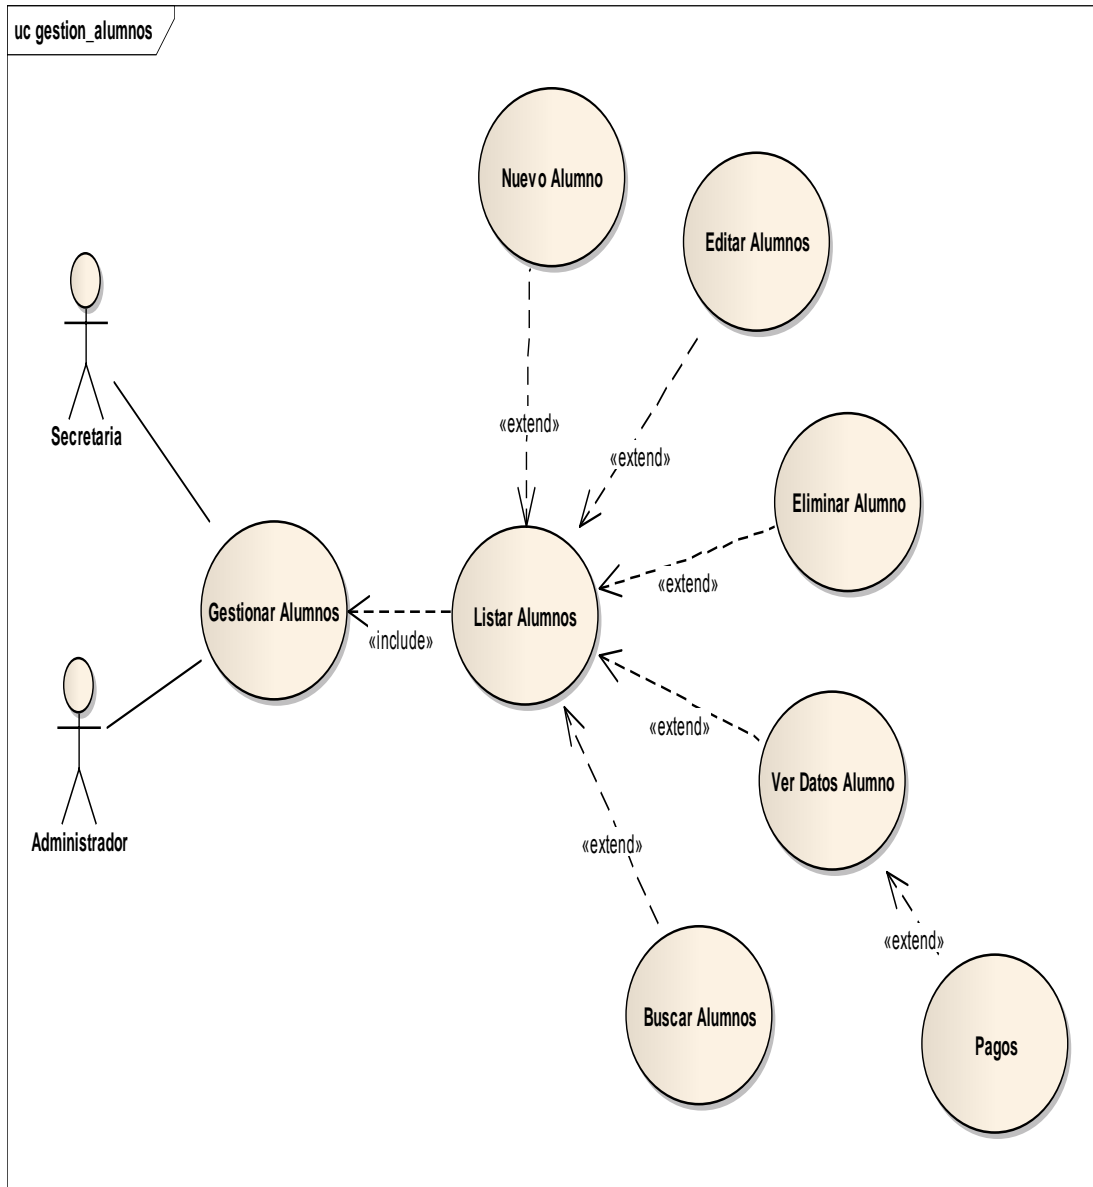 uc gestion_alumnos
Nuevo Alumno
Editar Alumnos
«extend»
«extend»
Secretaria
Eliminar Alumno
«extend»
Gestionar Alumnos
Listar Alumnos
«include»
«extend»
Ver Datos Alumno
Administrador
«extend»
«extend»
Buscar Alumnos
Pagos